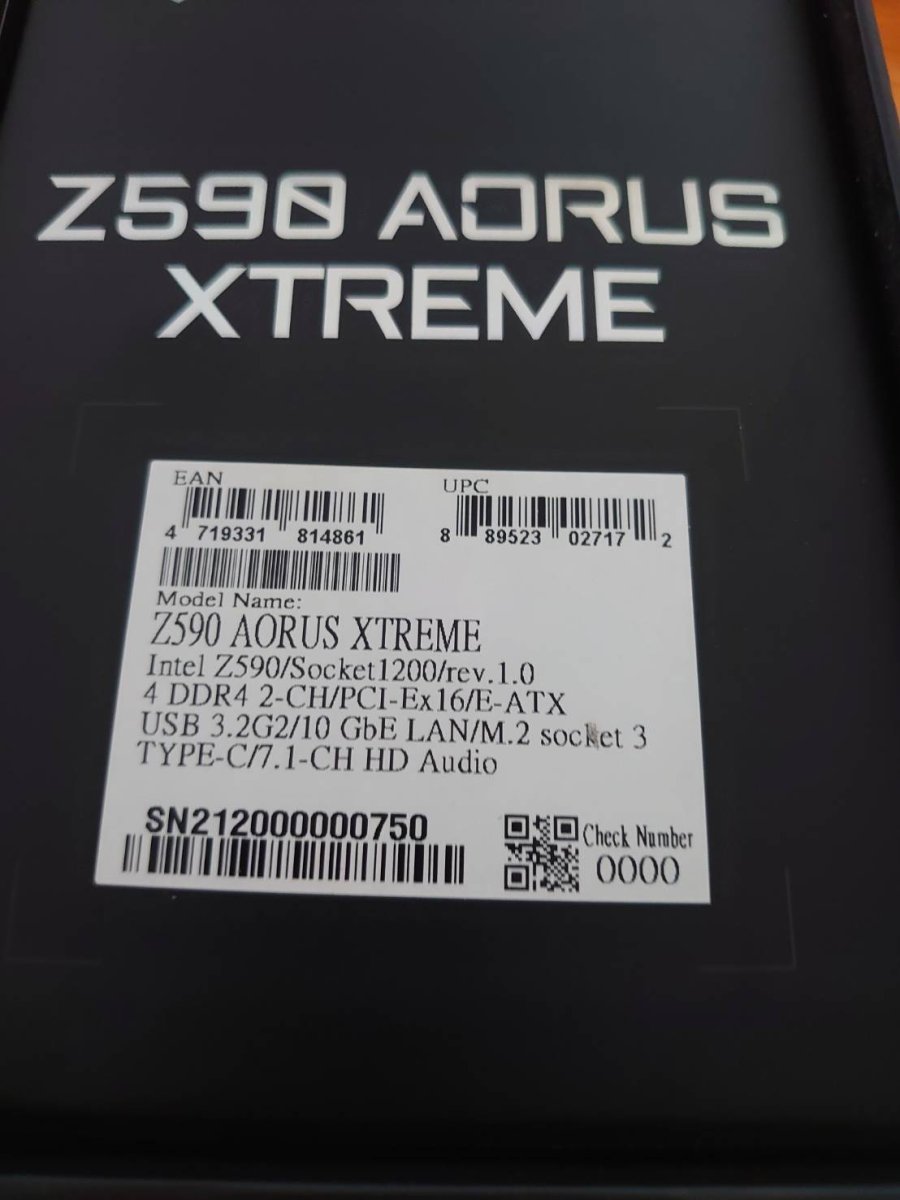 Z590 AORUS
XTREME
EAN
4 719331 814861
UPC
8 89523 02717 2
Model Name:
Z590 AORUS XTREME
Intel Z590/Socket1200/rev.1.0
4 DDR4 2-CH/PCI-Ex16/E-ATX
USB 3.2G2/10 GbE LAN/M.2 socket 3
TYPE-C/7.1-CH HD Audio
SN212000000750
Check Number
0000